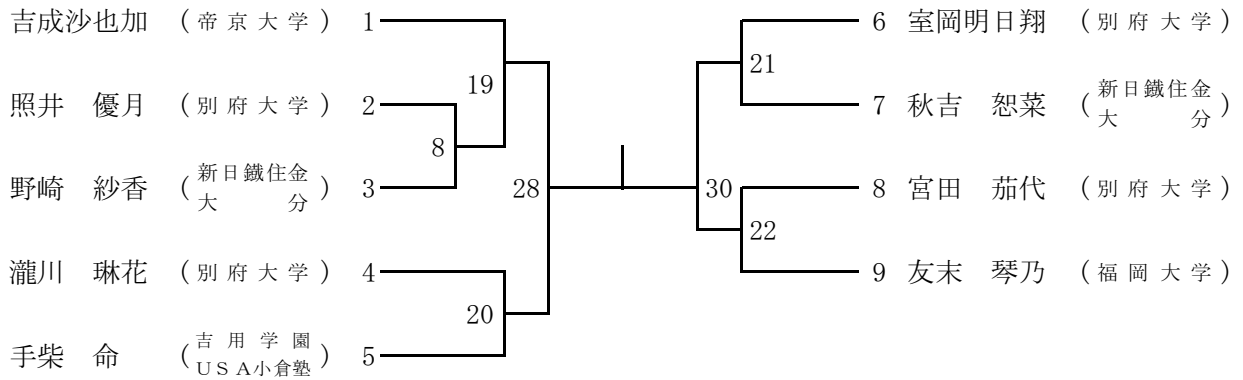 吉成沙也加 （帝京大学） 1
照井　優月 （別府大学） 2
野崎　紗香 （新日鐵住金大分） 3
瀧川　琳花 （別府大学） 4
手柴　命 （吉用学園ＵＳＡ小倉塾） 5
19
8
28
20
30
21
22
6 室岡明日翔 （別府大学）
7 秋吉　恕菜 （新日鐵住金大分）
8 宮田　茄代 （別府大学）
9 友末　琴乃 （福岡大学）